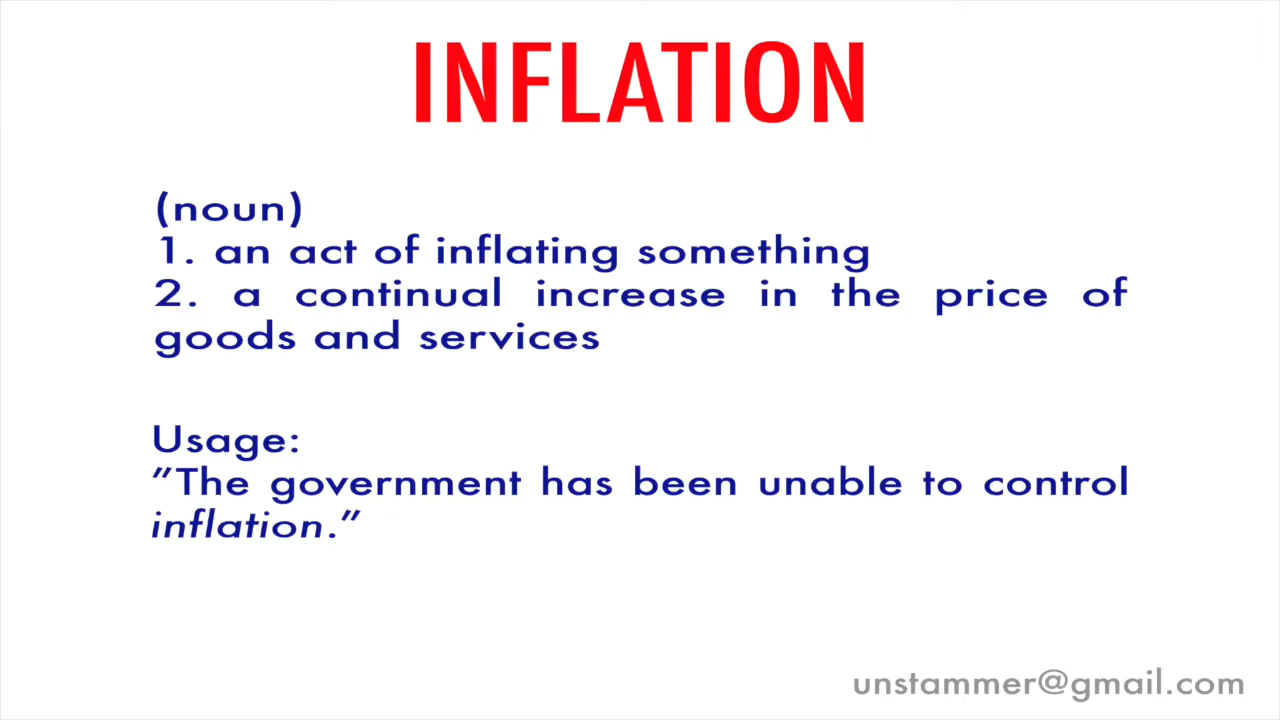 INFLATION
(noun)
1. an act of inflating something
2. a continual increase in the price of
goods and services
Usage:
"The government has been unable to control
inflation."
unstammer@gmail.com